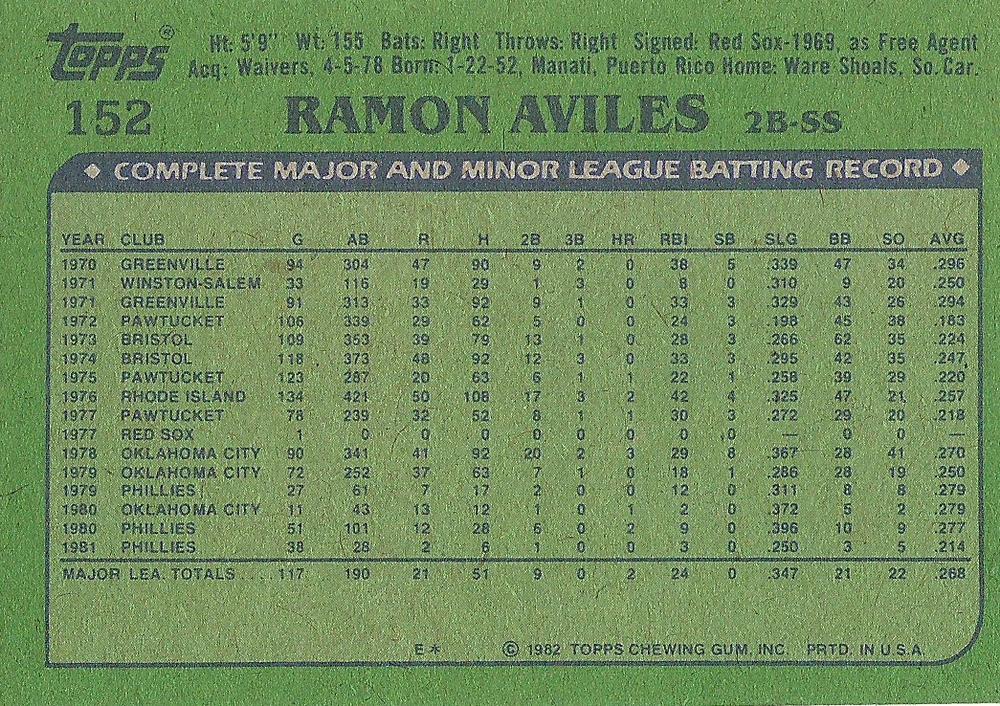 Topps® Ht: 5'9" Wt: 155 Bats: Right Throws: Right Signed: Red Sox-1969, as Free Agent
Acq: Waivers, 4-5-78 Born: 1-22-52, Manati, Puerto Rico Home: Ware Shoals, So. Car.
152 RAMON AVILES 2B-SS
◆ COMPLETE MAJOR AND MINOR LEAGUE BATTING RECORD ◆
YEAR CLUB G AB R H 2B 3B HR RBI SB SLG BB SO AVG
1970 GREENVILLE 94 304 47 90 9 2 0 38 5 .339 47 34 .296
1971 WINSTON-SALEM 33 116 19 29 1 3 0 8 0 .310 9 20 .250
1971 GREENVILLE 91 313 33 92 9 1 0 33 3 .329 43 26 .294
1972 PAWTUCKET 106 339 29 62 5 0 0 24 3 .198 45 38 .183
1973 BRISTOL 109 353 39 79 13 1 0 28 3 .266 62 35 .224
1974 BRISTOL 118 373 48 92 12 3 0 33 3 .295 42 35 .247
1975 PAWTUCKET 123 287 20 63 6 1 1 22 1 .258 39 29 .220
1976 RHODE ISLAND 134 421 50 108 17 3 2 42 4 .325 47 21 .257
1977 PAWTUCKET 78 239 32 52 8 1 1 30 3 .272 29 20 .218
1977 RED SOX 1 0 0 0 0 0 0 0 0 — 0 0 —
1978 OKLAHOMA CITY 90 341 41 92 20 2 3 29 8 .367 28 41 .270
1979 OKLAHOMA CITY 72 252 37 63 7 1 0 18 1 .286 28 19 .250
1979 PHILLIES 27 61 7 17 2 0 0 12 0 .311 8 8 .279
1980 OKLAHOMA CITY 11 43 13 12 1 0 1 2 0 .372 5 2 .279
1980 PHILLIES 51 101 12 28 6 0 2 9 0 .396 10 9 .277
1981 PHILLIES 38 28 2 6 1 0 0 3 0 .250 3 5 .214
MAJOR LEA. TOTALS .... 117 190 21 51 9 0 2 24 0 .347 21 22 .268
E* © 1982 TOPPS CHEWING GUM, INC. PRTD. IN U.S.A.